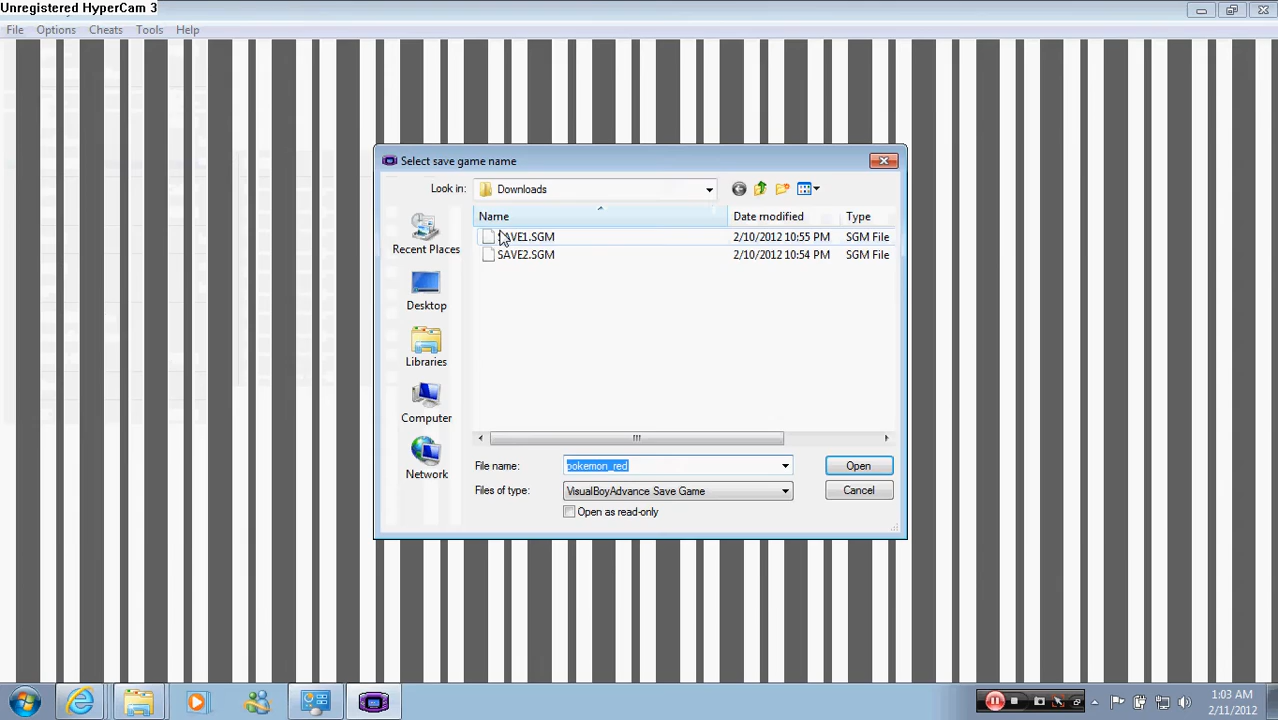 Unregistered HyperCam 3
File Options Cheats Tools Help
Select save game name
Look in: Downloads
Name Date modified Type
SAVE1.SGM 2/10/2012 10:55 PM SGM File
SAVE2.SGM 2/10/2012 10:54 PM SGM File
Recent Places
Desktop
Libraries
Computer
Network
File name: pokemon_red Open
Files of type: VisualBoyAdvance Save Game Cancel
Open as read-only
1:03 AM
2/11/2012